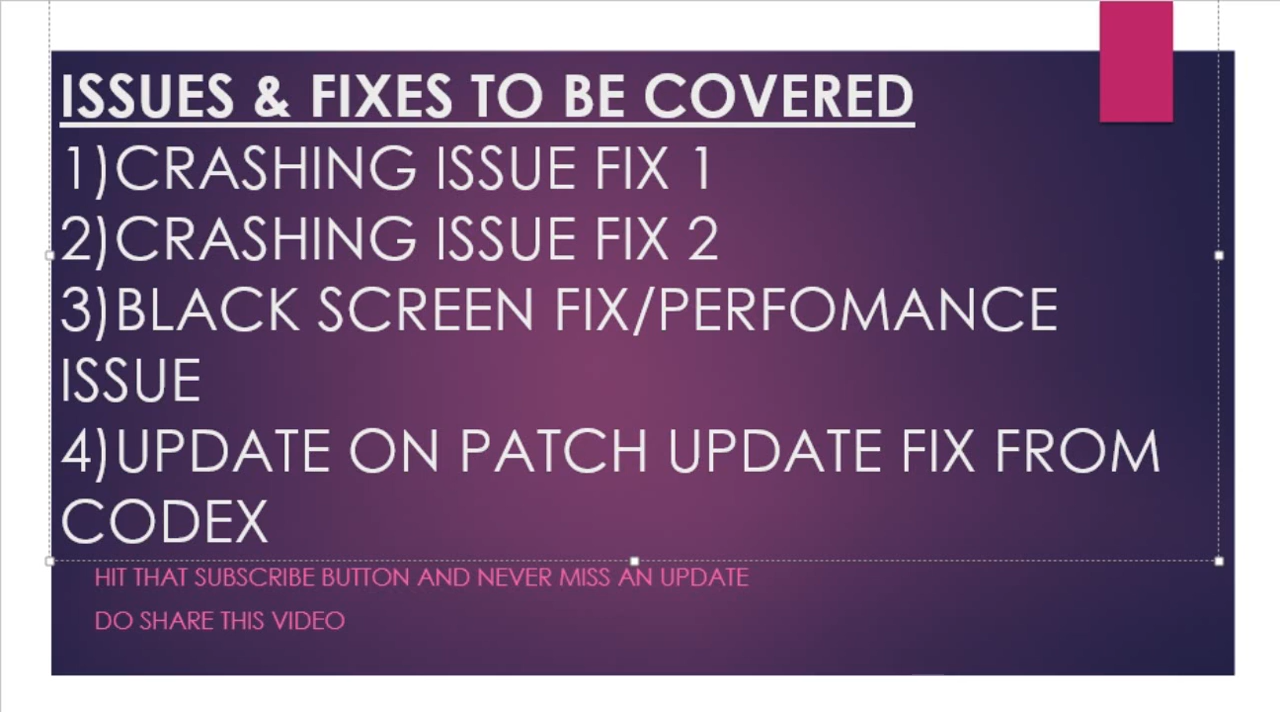 ISSUES & FIXES TO BE COVERED
1)CRASHING ISSUE FIX 1
2)CRASHING ISSUE FIX 2
3)BLACK SCREEN FIX/PERFOMANCE
ISSUE
4)UPDATE ON PATCH UPDATE FIX FROM
CODEX
HIT THAT SUBSCRIBE BUTTON AND NEVER MISS AN UPDATE
DO SHARE THIS VIDEO